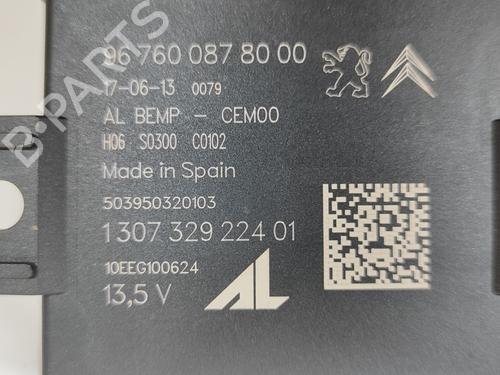 96 760 087 80 00
17-06-13 0079
AL BEMP - CEM00
H06 S0300 C0102
Made in Spain
503950320103
1 307 329 224 01
10EEG100624
13,5 V
AL
B-PARTS